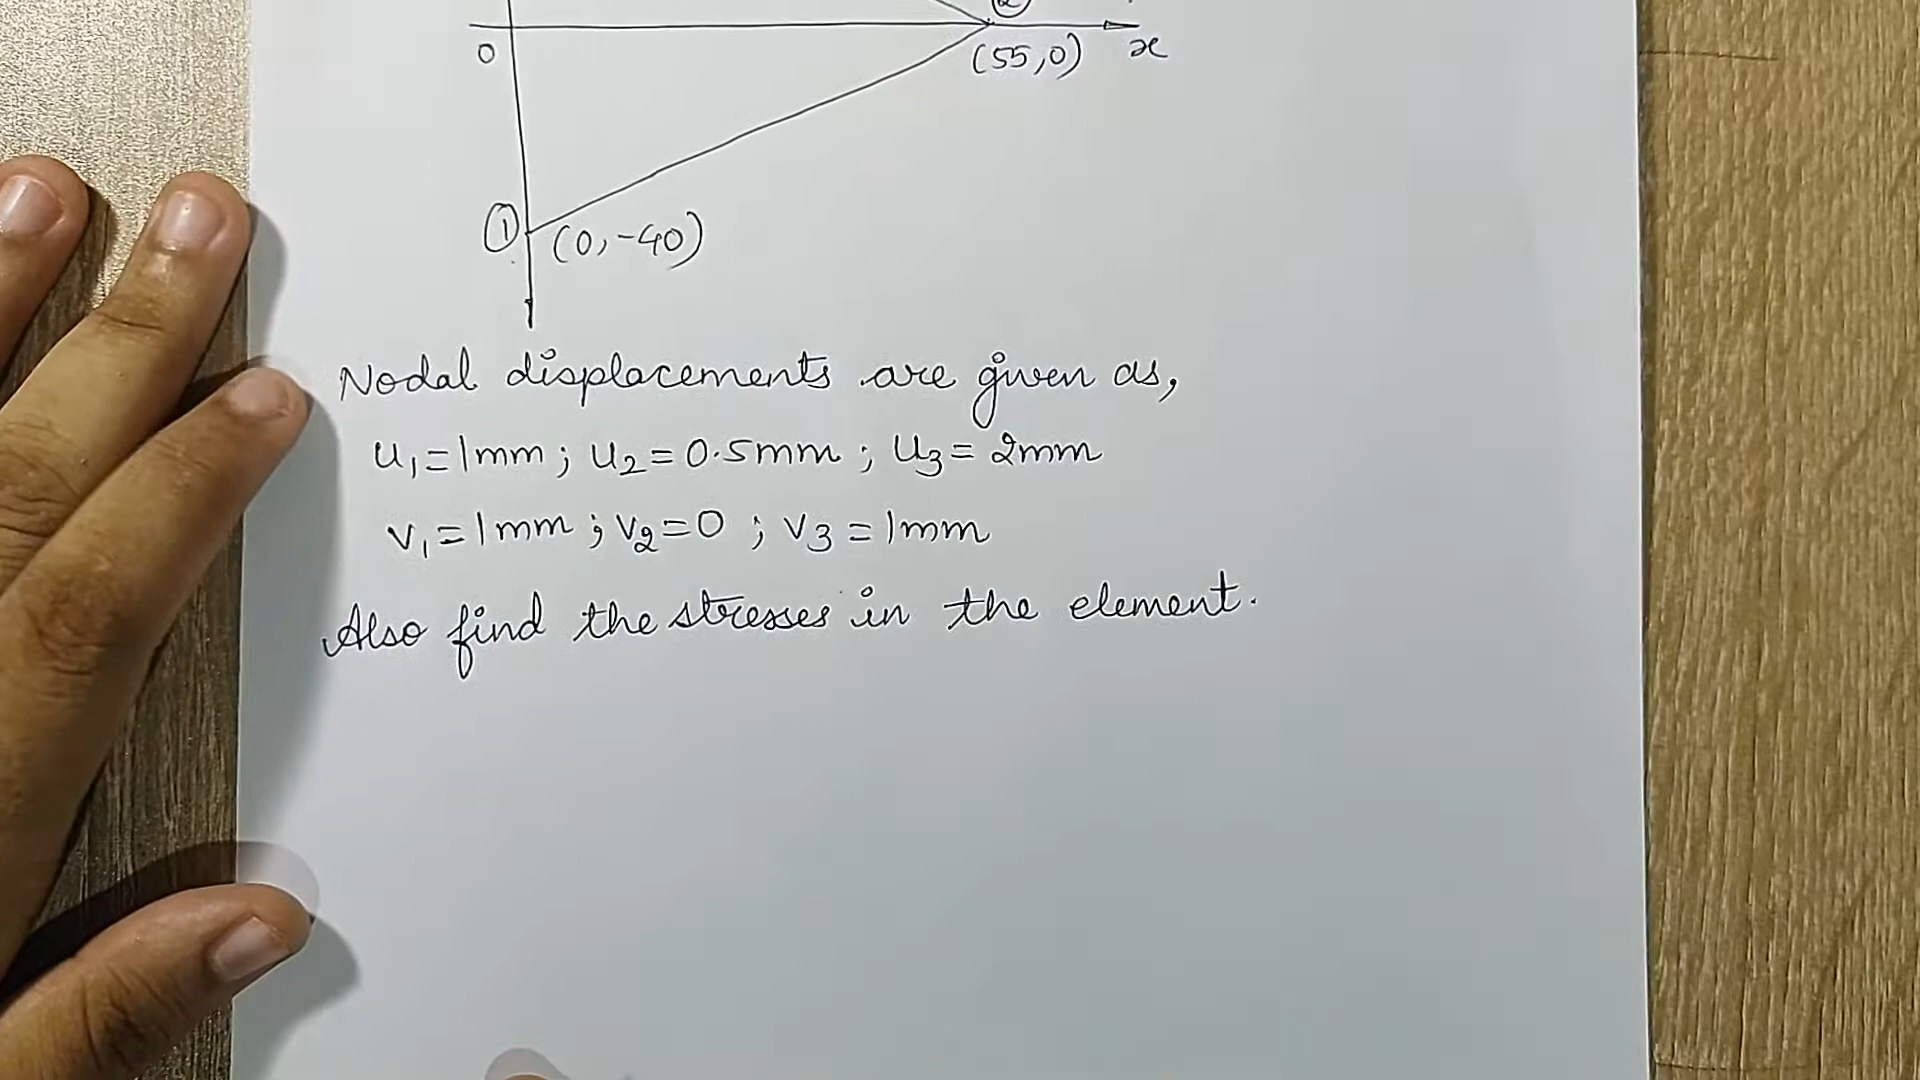 ②
0
(55,0)
x
① (0,-40)
Nodal displacements are given as,
u₁=1mm; u₂=0.5mm; u₃=2mm
v₁=1mm; v₂=0; v₃=1mm
Also find the stresses in the element.